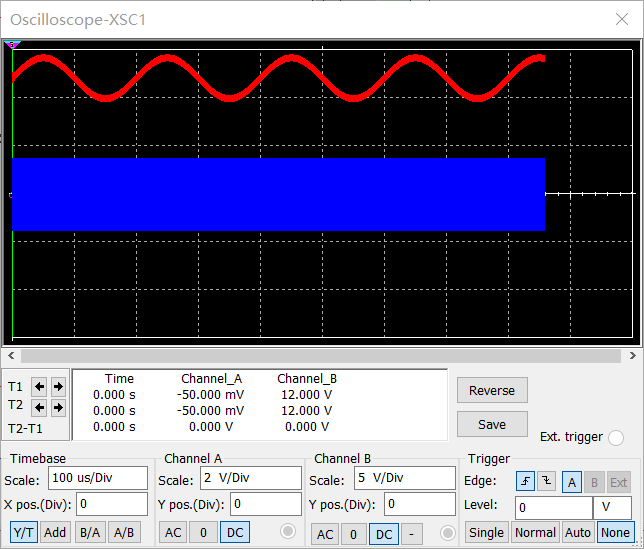 Oscilloscope-XSC1
Time Channel_A Channel_B
T1 0.000 s -50.000 mV 12.000 V
T2 0.000 s -50.000 mV 12.000 V
T2-T1 0.000 s 0.000 V 0.000 V
Reverse
Save
Ext. trigger
Timebase
Scale: 100 us/Div
X pos.(Div): 0
Y/T Add B/A A/B
Channel A
Scale: 2 V/Div
Y pos.(Div): 0
AC 0 DC
Channel B
Scale: 5 V/Div
Y pos.(Div): 0
AC 0 DC -
Trigger
Edge: A B Ext
Level: 0 V
Single Normal Auto None